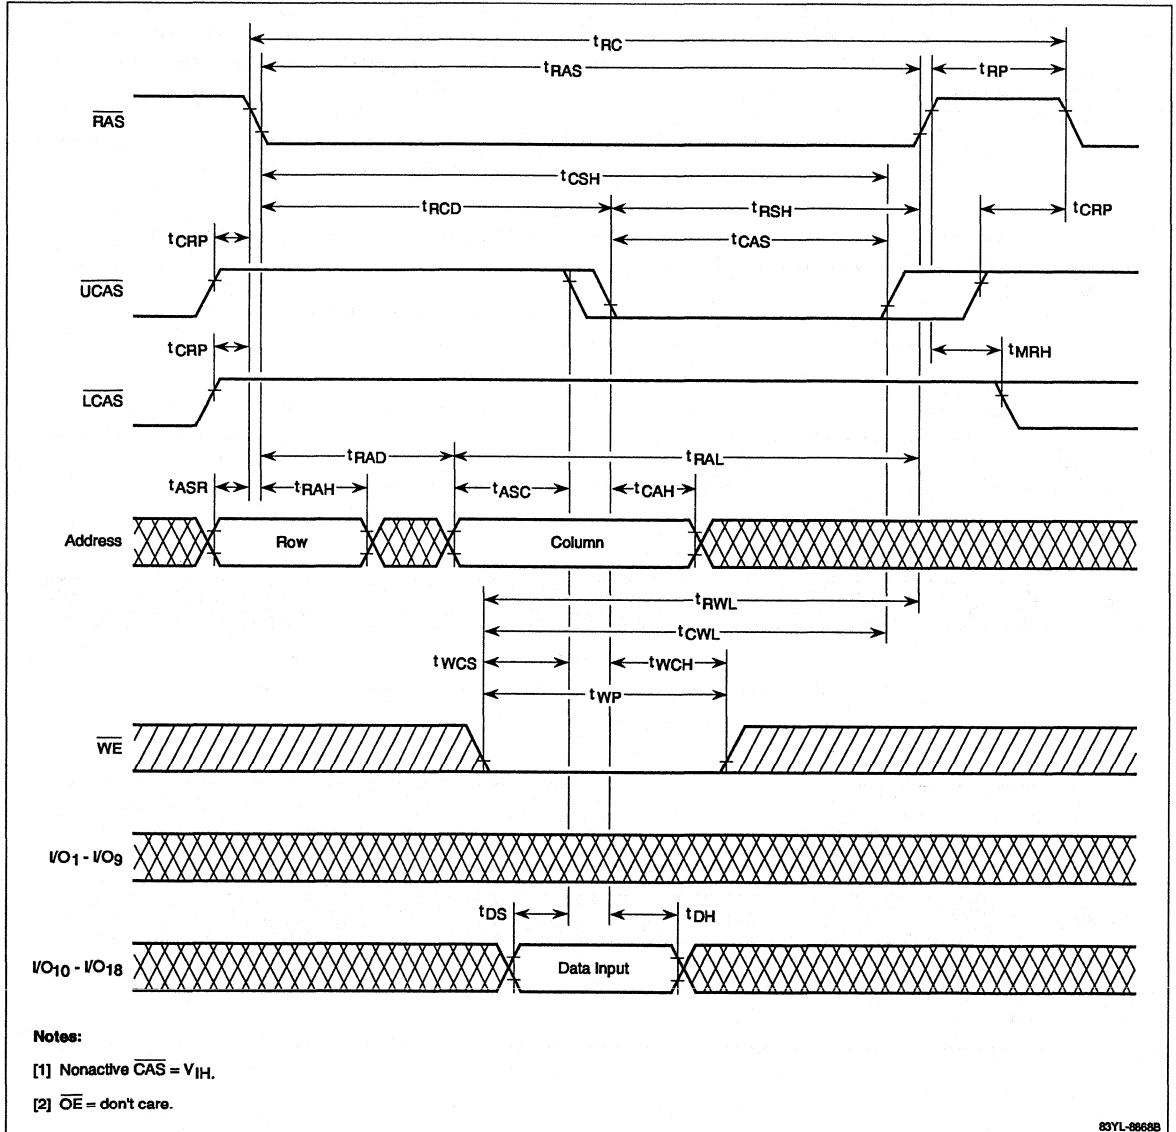 tRC
tRAS
tRP
RAS
tCSH
tRCD
tRSH
tCRP
tCRP
tCAS
UCAS
tCRP
tMRH
LCAS
tRAD
tRAL
tASR
tRAH
tASC
tCAH
Address
Row
Column
tRWL
tCWL
tWCS
tWCH
tWP
WE
I/O1 - I/O9
tDS
tDH
I/O10 - I/O18
Data Input
Notes:
[1] Nonactive CAS = VIH.
[2] OE = don't care.
83YL-8868B